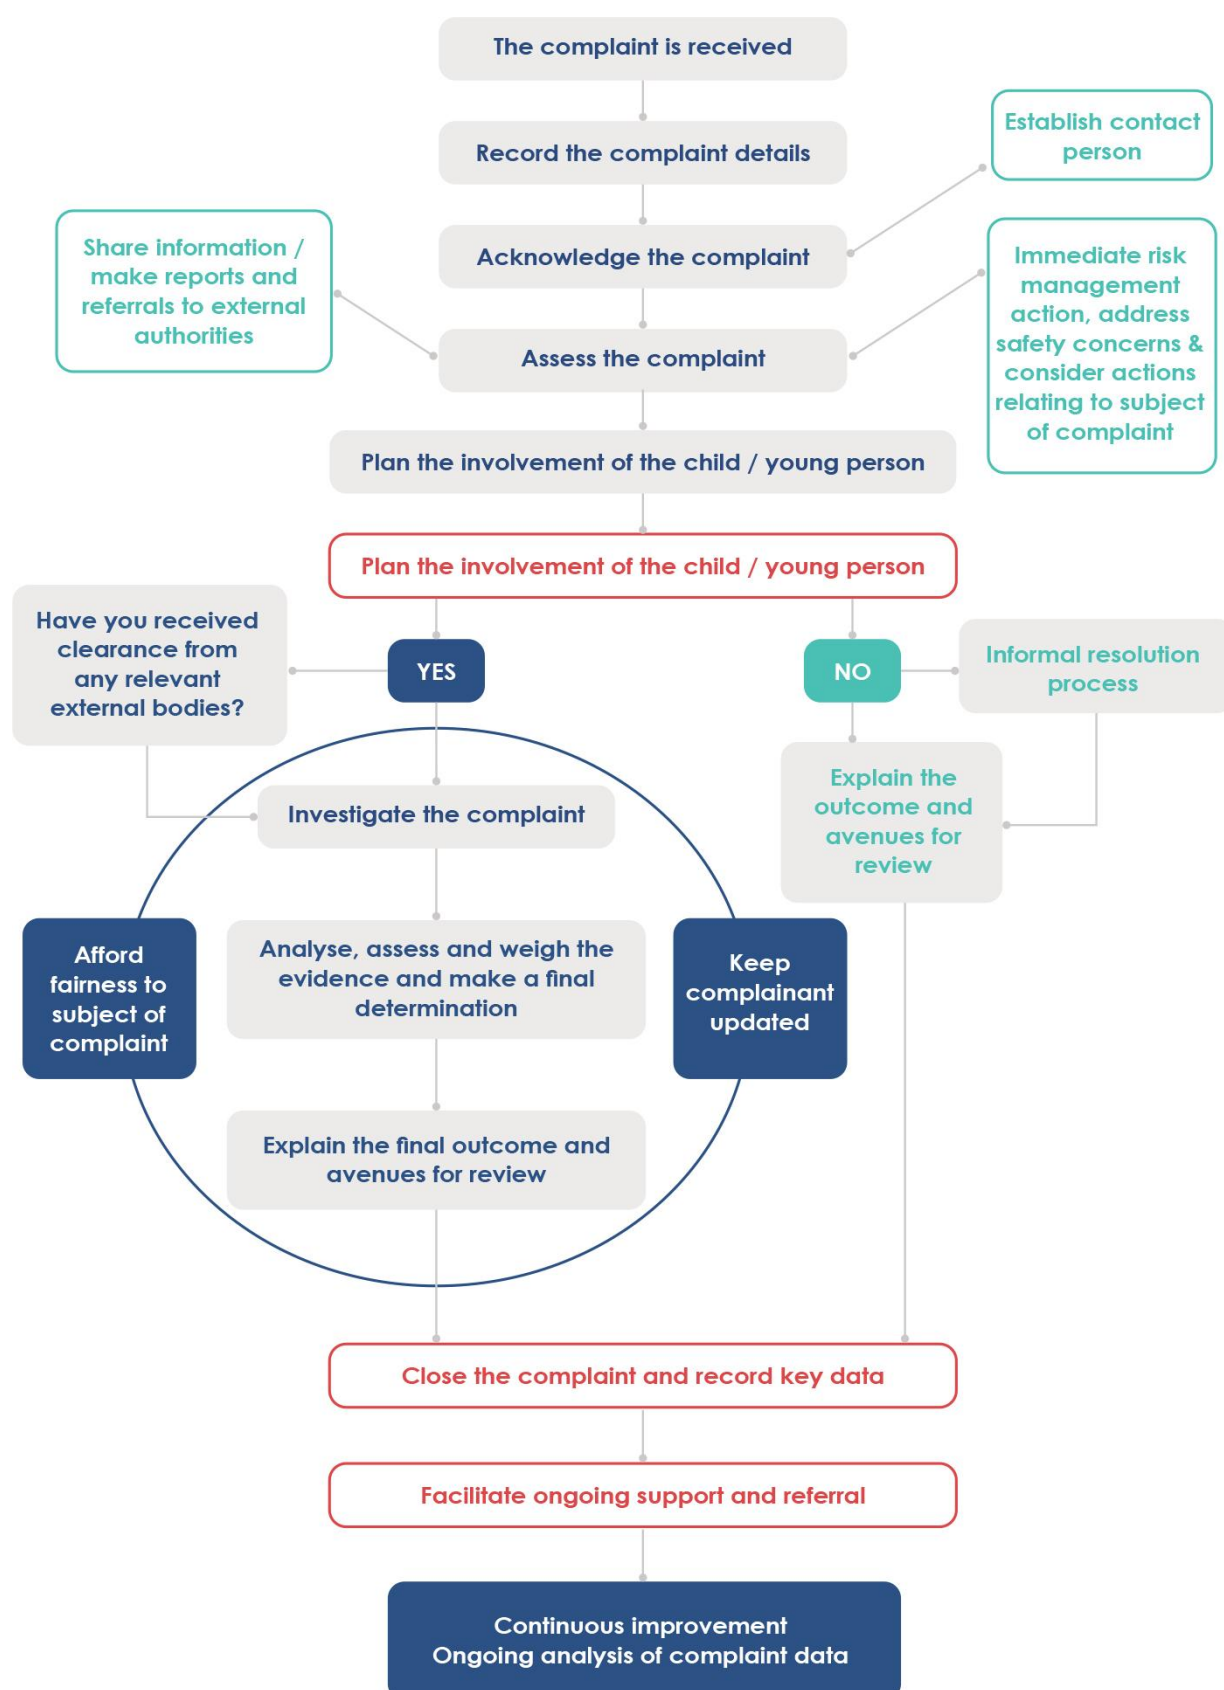 The complaint is received
Record the complaint details
Establish contact
person
Acknowledge the complaint
Share information /
make reports and
referrals to external
authorities
Immediate risk
management
action, address
safety concerns &
consider actions
relating to subject
of complaint
Assess the complaint
Plan the involvement of the child / young person
Plan the involvement of the child / young person
Have you received
clearance from
any relevant
external bodies?
YES
NO
Informal resolution
process
Explain the
outcome and
avenues for
review
Investigate the complaint
Afford
fairness to
subject of
complaint
Analyse, assess and weigh the
evidence and make a final
determination
Keep
complainant
updated
Explain the final outcome and
avenues for review
Close the complaint and record key data
Facilitate ongoing support and referral
Continuous improvement
Ongoing analysis of complaint data